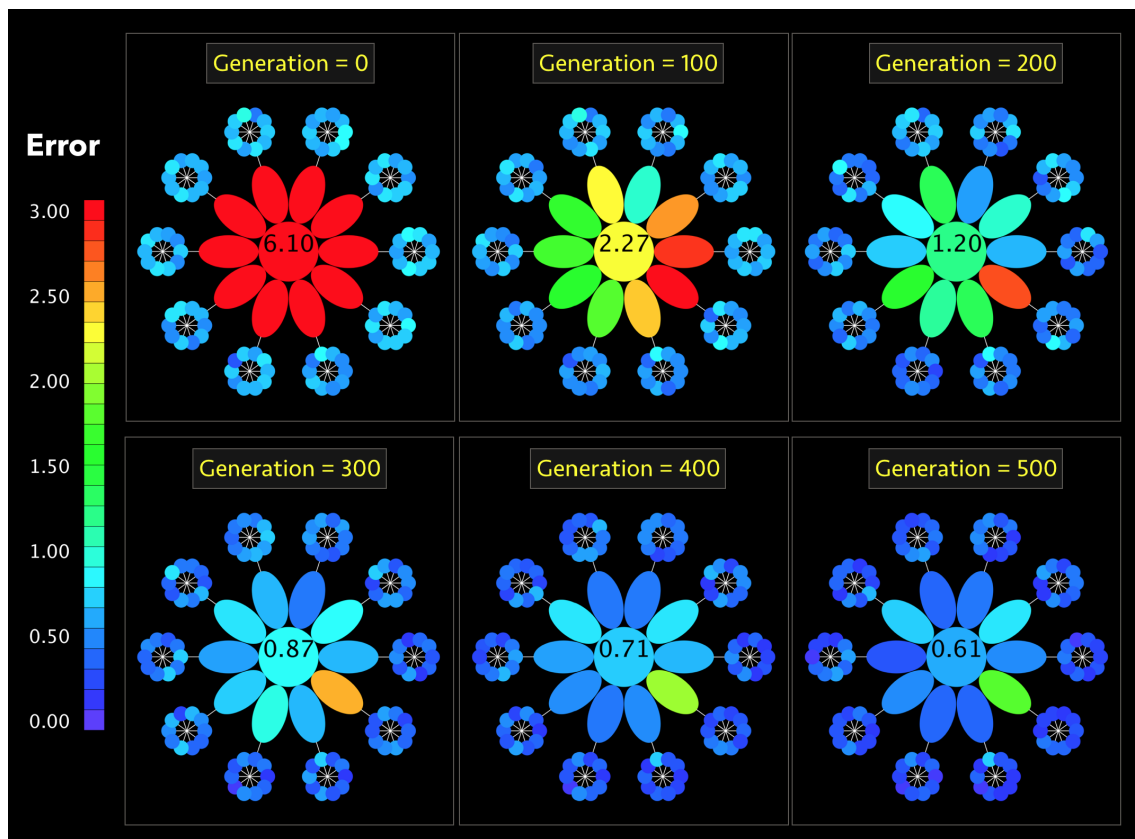 Error
3.00
2.50
2.00
1.50
1.00
0.50
0.00
Generation = 0
6.10
Generation = 100
2.27
Generation = 200
1.20
Generation = 300
0.87
Generation = 400
0.71
Generation = 500
0.61